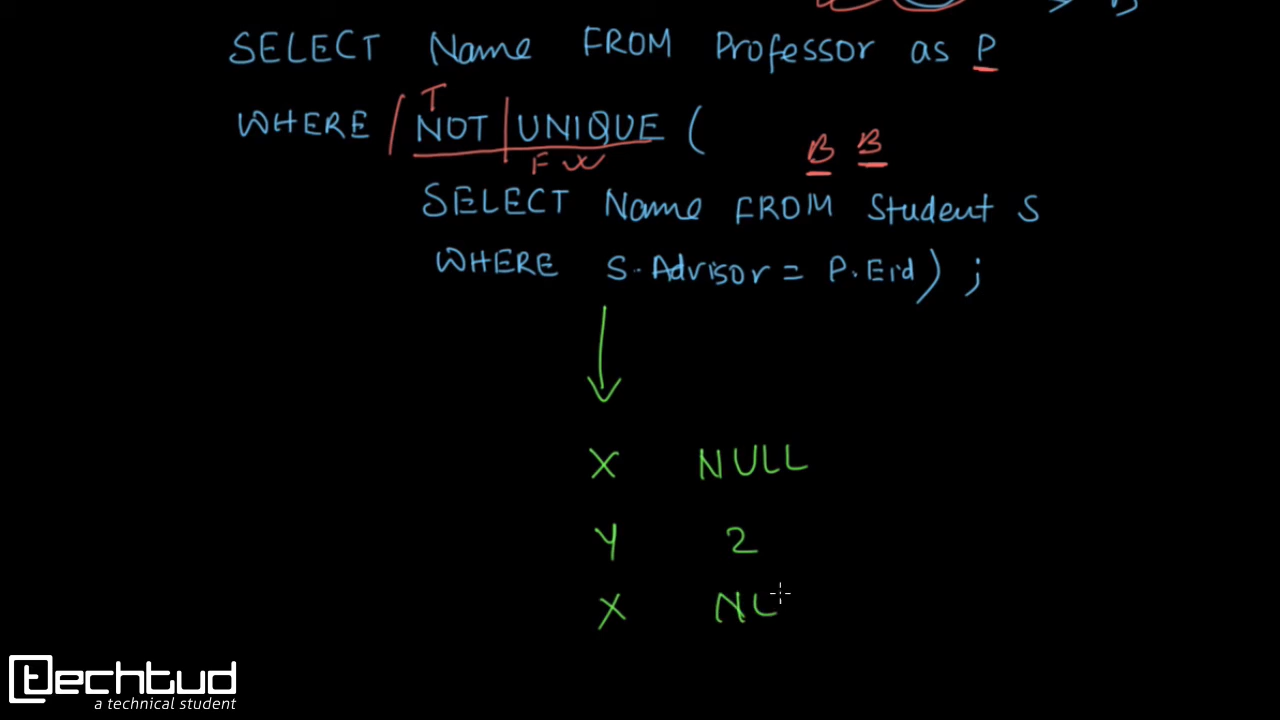 SELECT Name FROM Professor as P
T
WHERE NOT UNIQUE (
F
B B
SELECT Name FROM Student S
WHERE S.Advisor = P.Eid) ;
X NULL
Y 2
X NU
techtud
a technical student